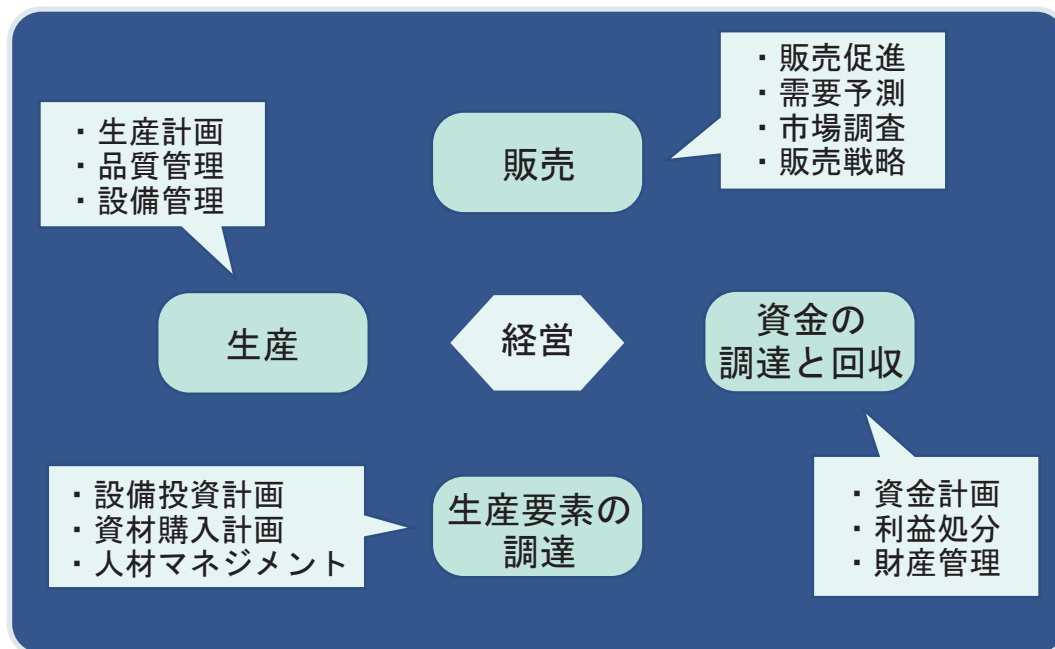 ・販売促進
・需要予測
・市場調査
・販売戦略
・生産計画
・品質管理
・設備管理
販売
生産
経営
資金の
調達と回収
・設備投資計画
・資材購入計画
・人材マネジメント
生産要素の
調達
・資金計画
・利益処分
・財産管理